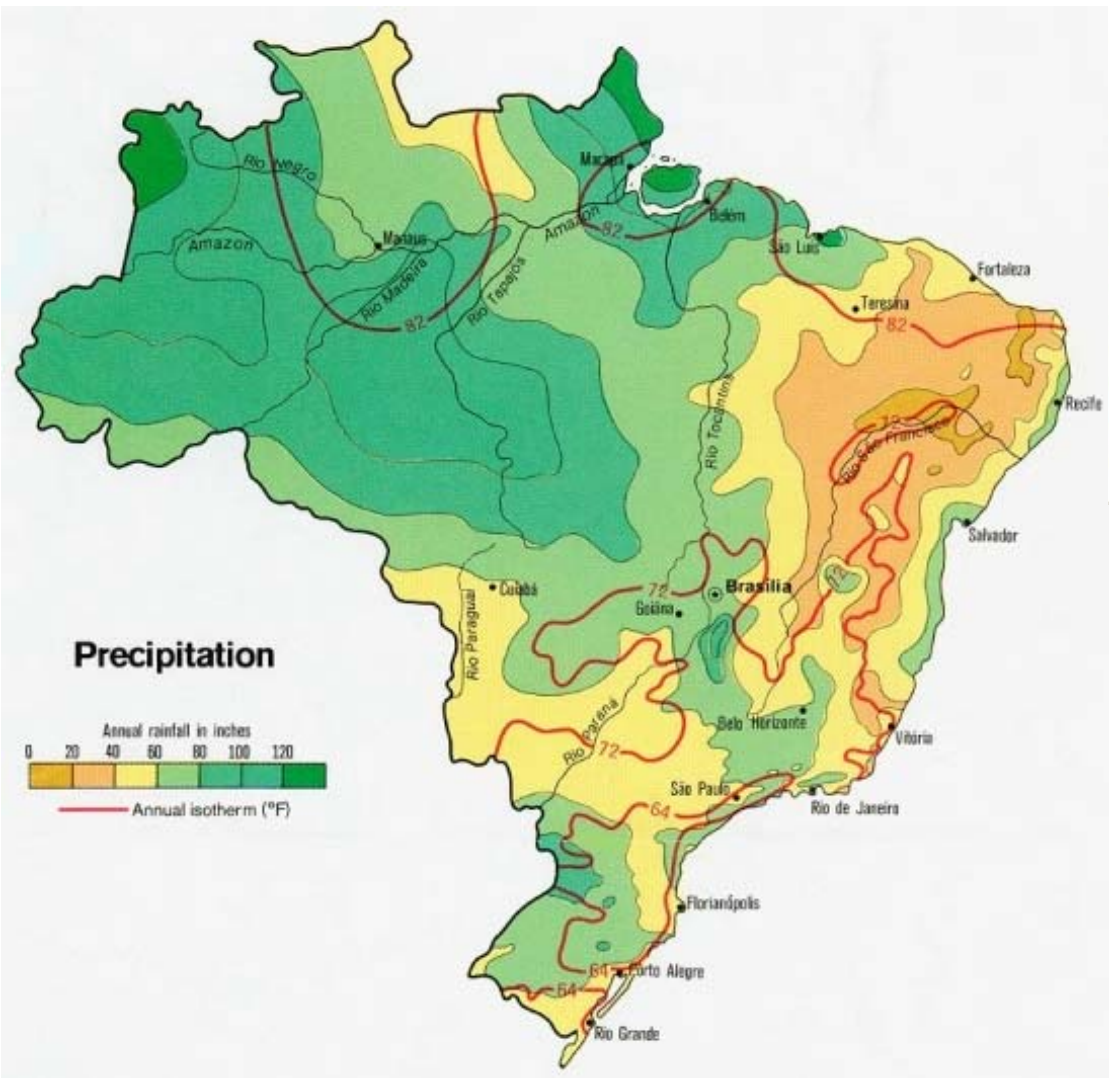 Rio Negro
Macapá
Belém
Amazon
Manaus
Amazon
82
São Luís
Fortaleza
Rio Madeira
Rio Tapajós
Teresina
82
82
Rio Tocantins
Recife
72
Rio São Francisco
Salvador
72
Cuiabá
72
Brasília
Goiâna
Rio Paraguai
Precipitation
Rio Paraná
Belo Horizonte
Vitória
72
Annual rainfall in inches
0 20 40 60 80 100 120
São Paulo
Rio de Janeiro
64
Annual isotherm (°F)
Florianópolis
64
Porto Alegre
64
Rio Grande